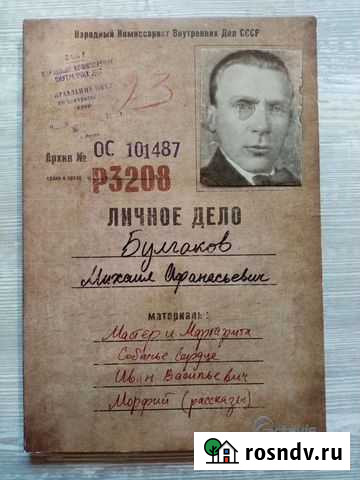 Народный Комиссариат Внутренних Дел СССР
23
Архив № ОС 101487
Р3208
ЛИЧНОЕ ДЕЛО
Булгаков
Михаил Афанасьевич
материалы:
Мастер и Маргарита
Собачье Сердце
Иван Васильевич
Морфий (рассказы)
rosndv.ru